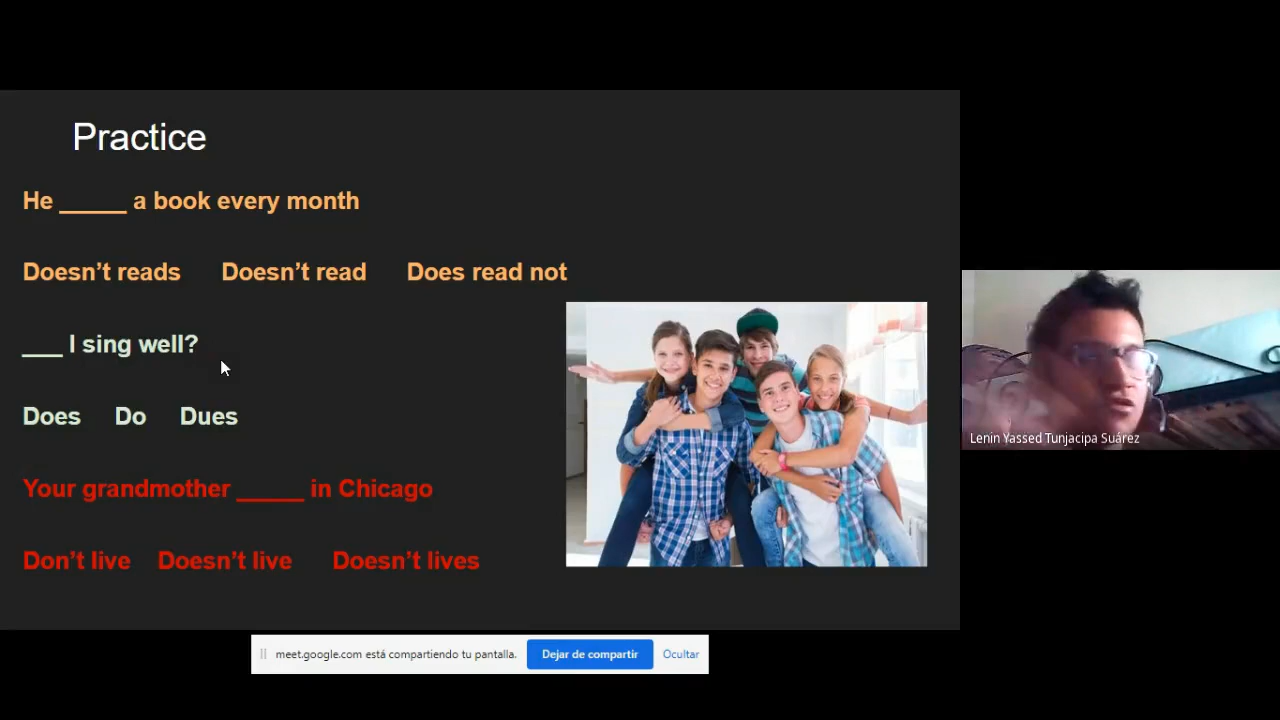 Practice
He _____ a book every month
Doesn’t reads Doesn’t read Does read not
___ I sing well?
Does Do Dues
Your grandmother _____ in Chicago
Don’t live Doesn’t live Doesn’t lives
Lenin Yassed Tunjacipa Suárez
meet.google.com está compartiendo tu pantalla. Dejar de compartir Ocultar